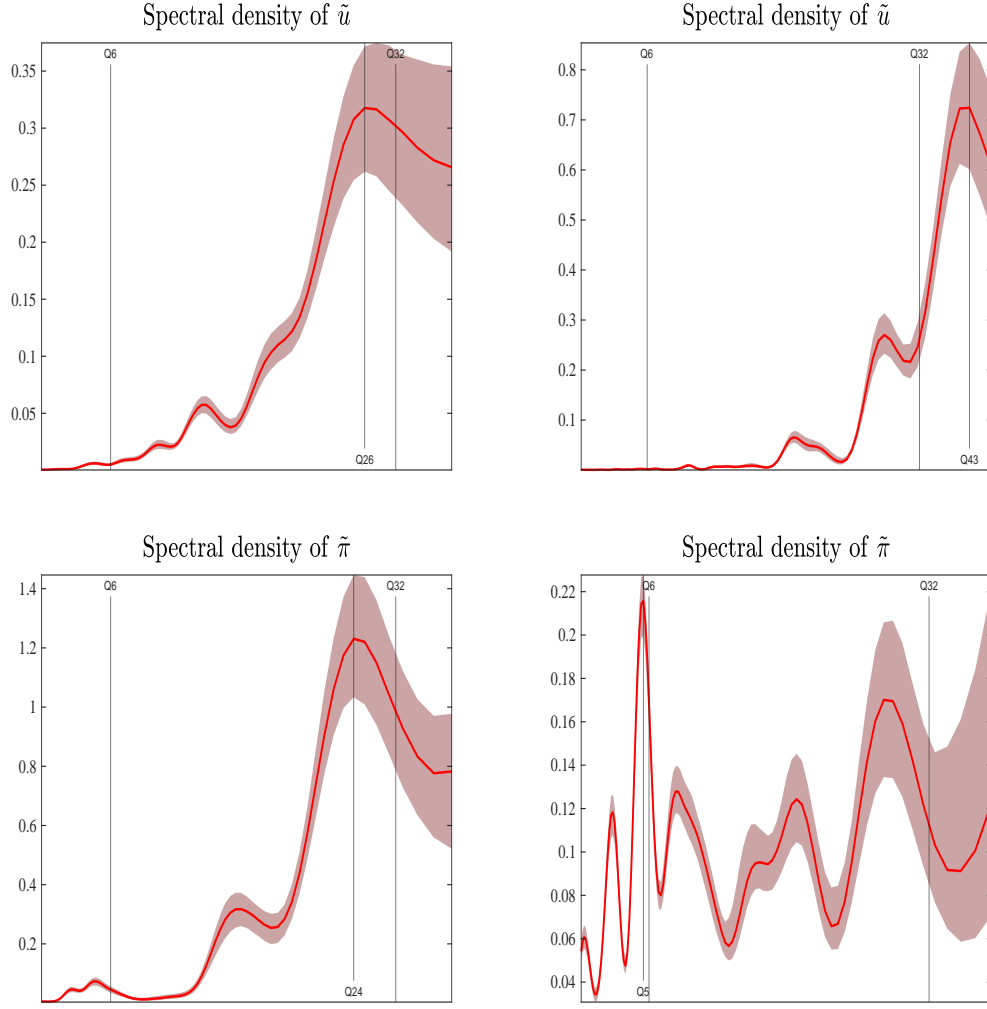 Spectral density of ũ
Q6
Q32
0.35
0.3
0.25
0.2
0.15
0.1
0.05
Q26
Spectral density of ũ
Q6
Q32
0.8
0.7
0.6
0.5
0.4
0.3
0.2
0.1
Q43
Spectral density of π̃
Q6
Q32
1.4
1.2
1
0.8
0.6
0.4
0.2
Q24
Spectral density of π̃
Q6
Q32
0.22
0.2
0.18
0.16
0.14
0.12
0.1
0.08
0.06
0.04
Q5